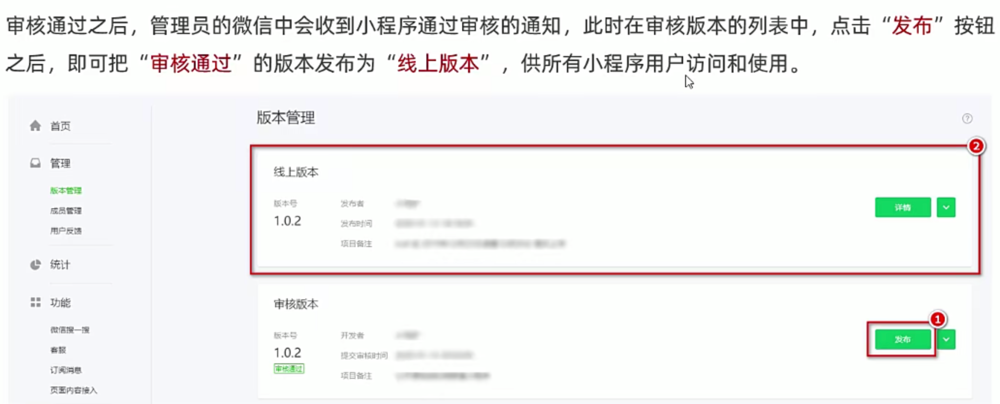 审核通过之后，管理员的微信中会收到小程序通过审核的通知，此时在审核版本的列表中，点击“发布”按钮
之后，即可把“审核通过”的版本发布为“线上版本”，供所有小程序用户访问和使用。
首页
管理
版本管理
成员管理
用户反馈
统计
功能
微信搜一搜
客服
订阅消息
页面内容接入
版本管理
?
2
线上版本
版本号
1.0.2
发布者
发布时间
项目备注
详情
审核版本
版本号
1.0.2
审核通过
开发者
提交审核时间
项目备注
1
发布